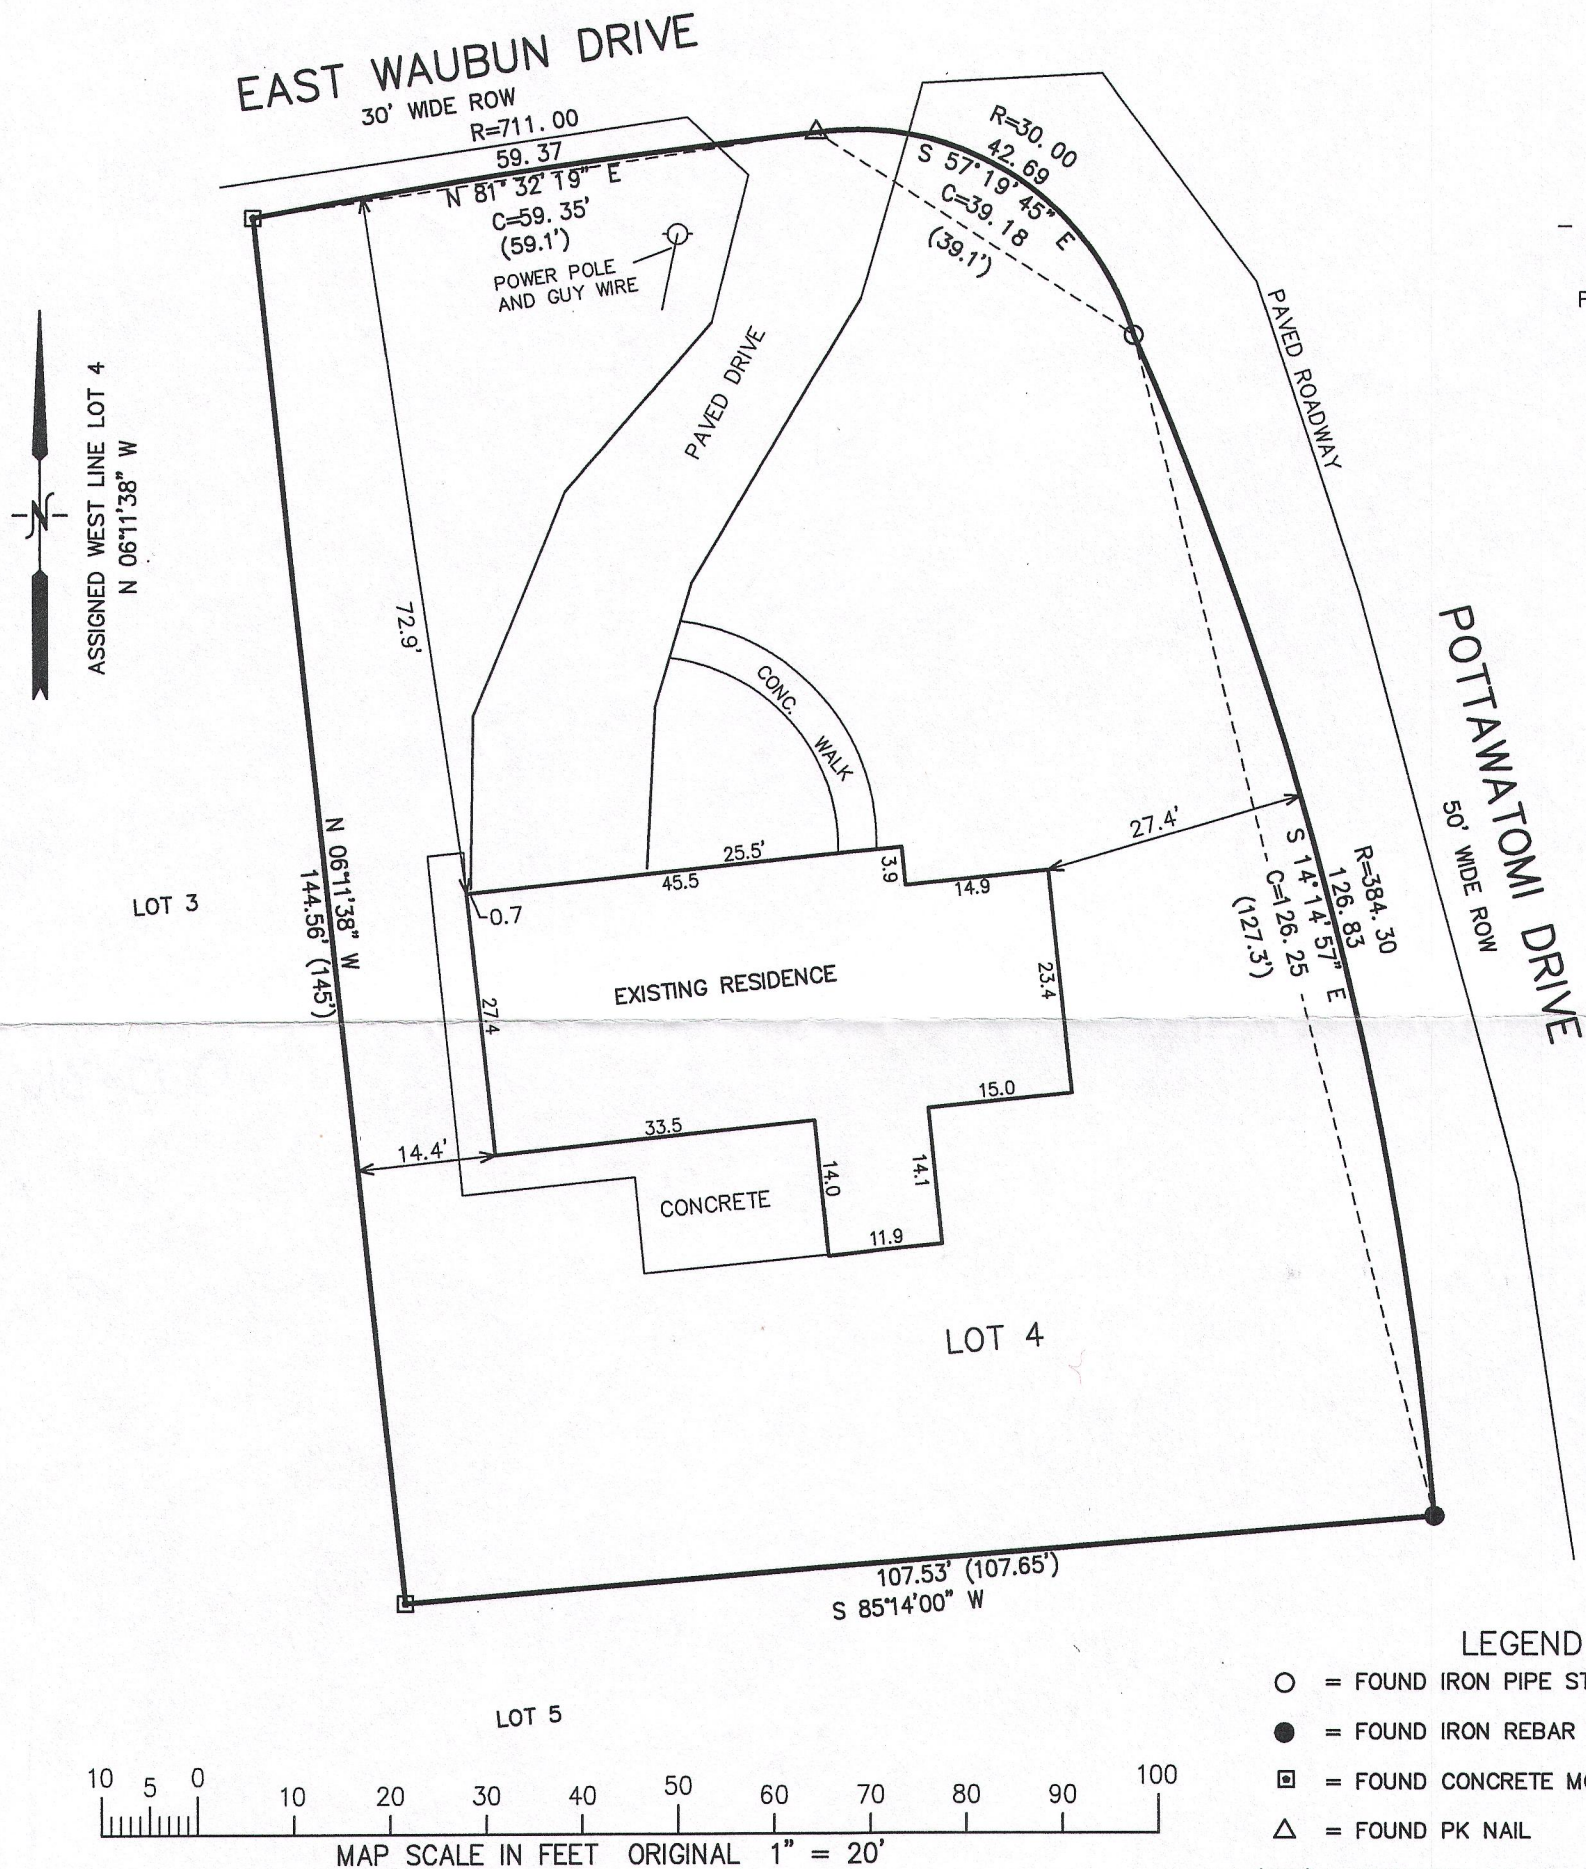 EAST WAUBUN DRIVE
30' WIDE ROW
R=711.00
59.37
N 81° 32' 19" E
C=59.35'
(59.1')
POWER POLE
AND GUY WIRE
R=30.00
42.69
S 57° 19' 45" E
C=39.18
(39.1')
PAVED DRIVE
PAVED ROADWAY
N
ASSIGNED WEST LINE LOT 4
N 06°11'38" W
72.9'
CONC.
WALK
POTTAWATOMI DRIVE
50' WIDE ROW
27.4'
R=384.30
126.83
S 14° 14' 57" E
C=126.25
(127.3')
N 06°11'38" W
144.56' (145')
LOT 3
25.5'
45.5
3.9
14.9
0.7
EXISTING RESIDENCE
27.4
23.4
15.0
33.5
14.4'
14.0
14.1
CONCRETE
11.9
LOT 4
107.53' (107.65')
S 85°14'00" W
LOT 5
LEGEND
= FOUND IRON PIPE
= FOUND IRON REBAR
= FOUND CONCRETE
= FOUND PK NAIL
10 5 0 10 20 30 40 50 60 70 80 90 100
MAP SCALE IN FEET ORIGINAL 1" = 20'